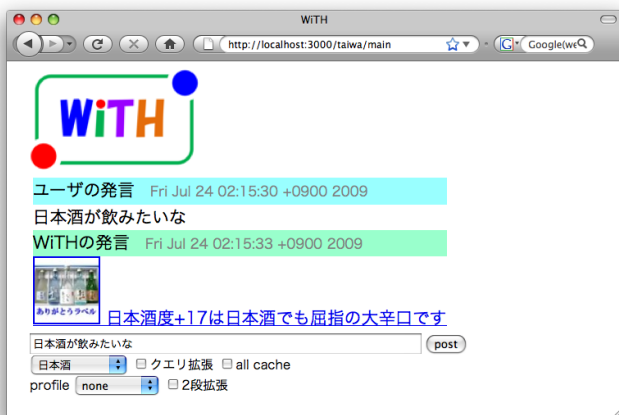 WiTH
http://localhost:3000/taiwa/main
Google(we
WiTH
ユーザの発言 Fri Jul 24 02:15:30 +0900 2009
日本酒が飲みたいな
WiTHの発言 Fri Jul 24 02:15:33 +0900 2009
ありがとうラベル
日本酒度+17は日本酒でも屈指の大辛口です
日本酒が飲みたいな post
日本酒 クエリ拡張 all cache
profile none 2段拡張